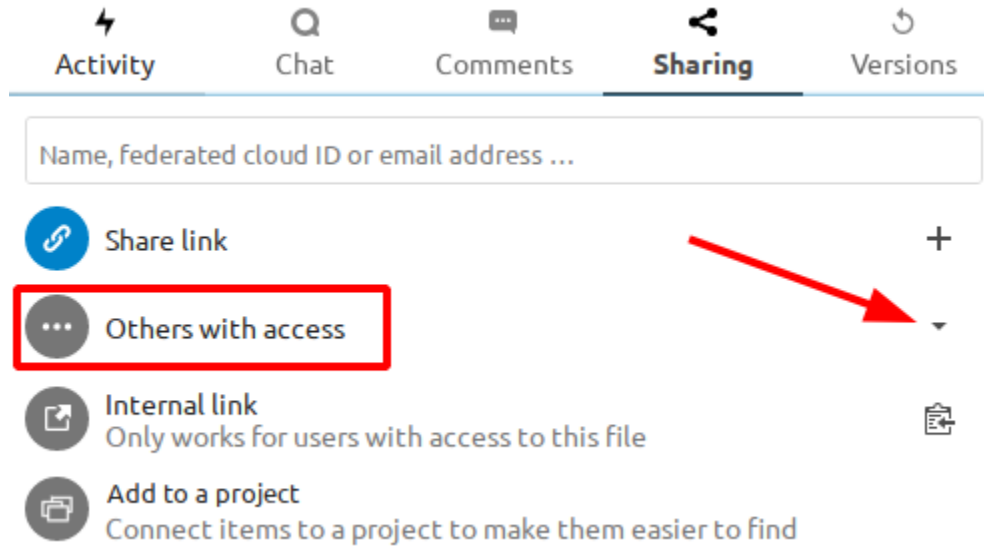 Activity Chat Comments Sharing Versions
Name, federated cloud ID or email address ...
Share link
Others with access
Internal link
Only works for users with access to this file
Add to a project
Connect items to a project to make them easier to find